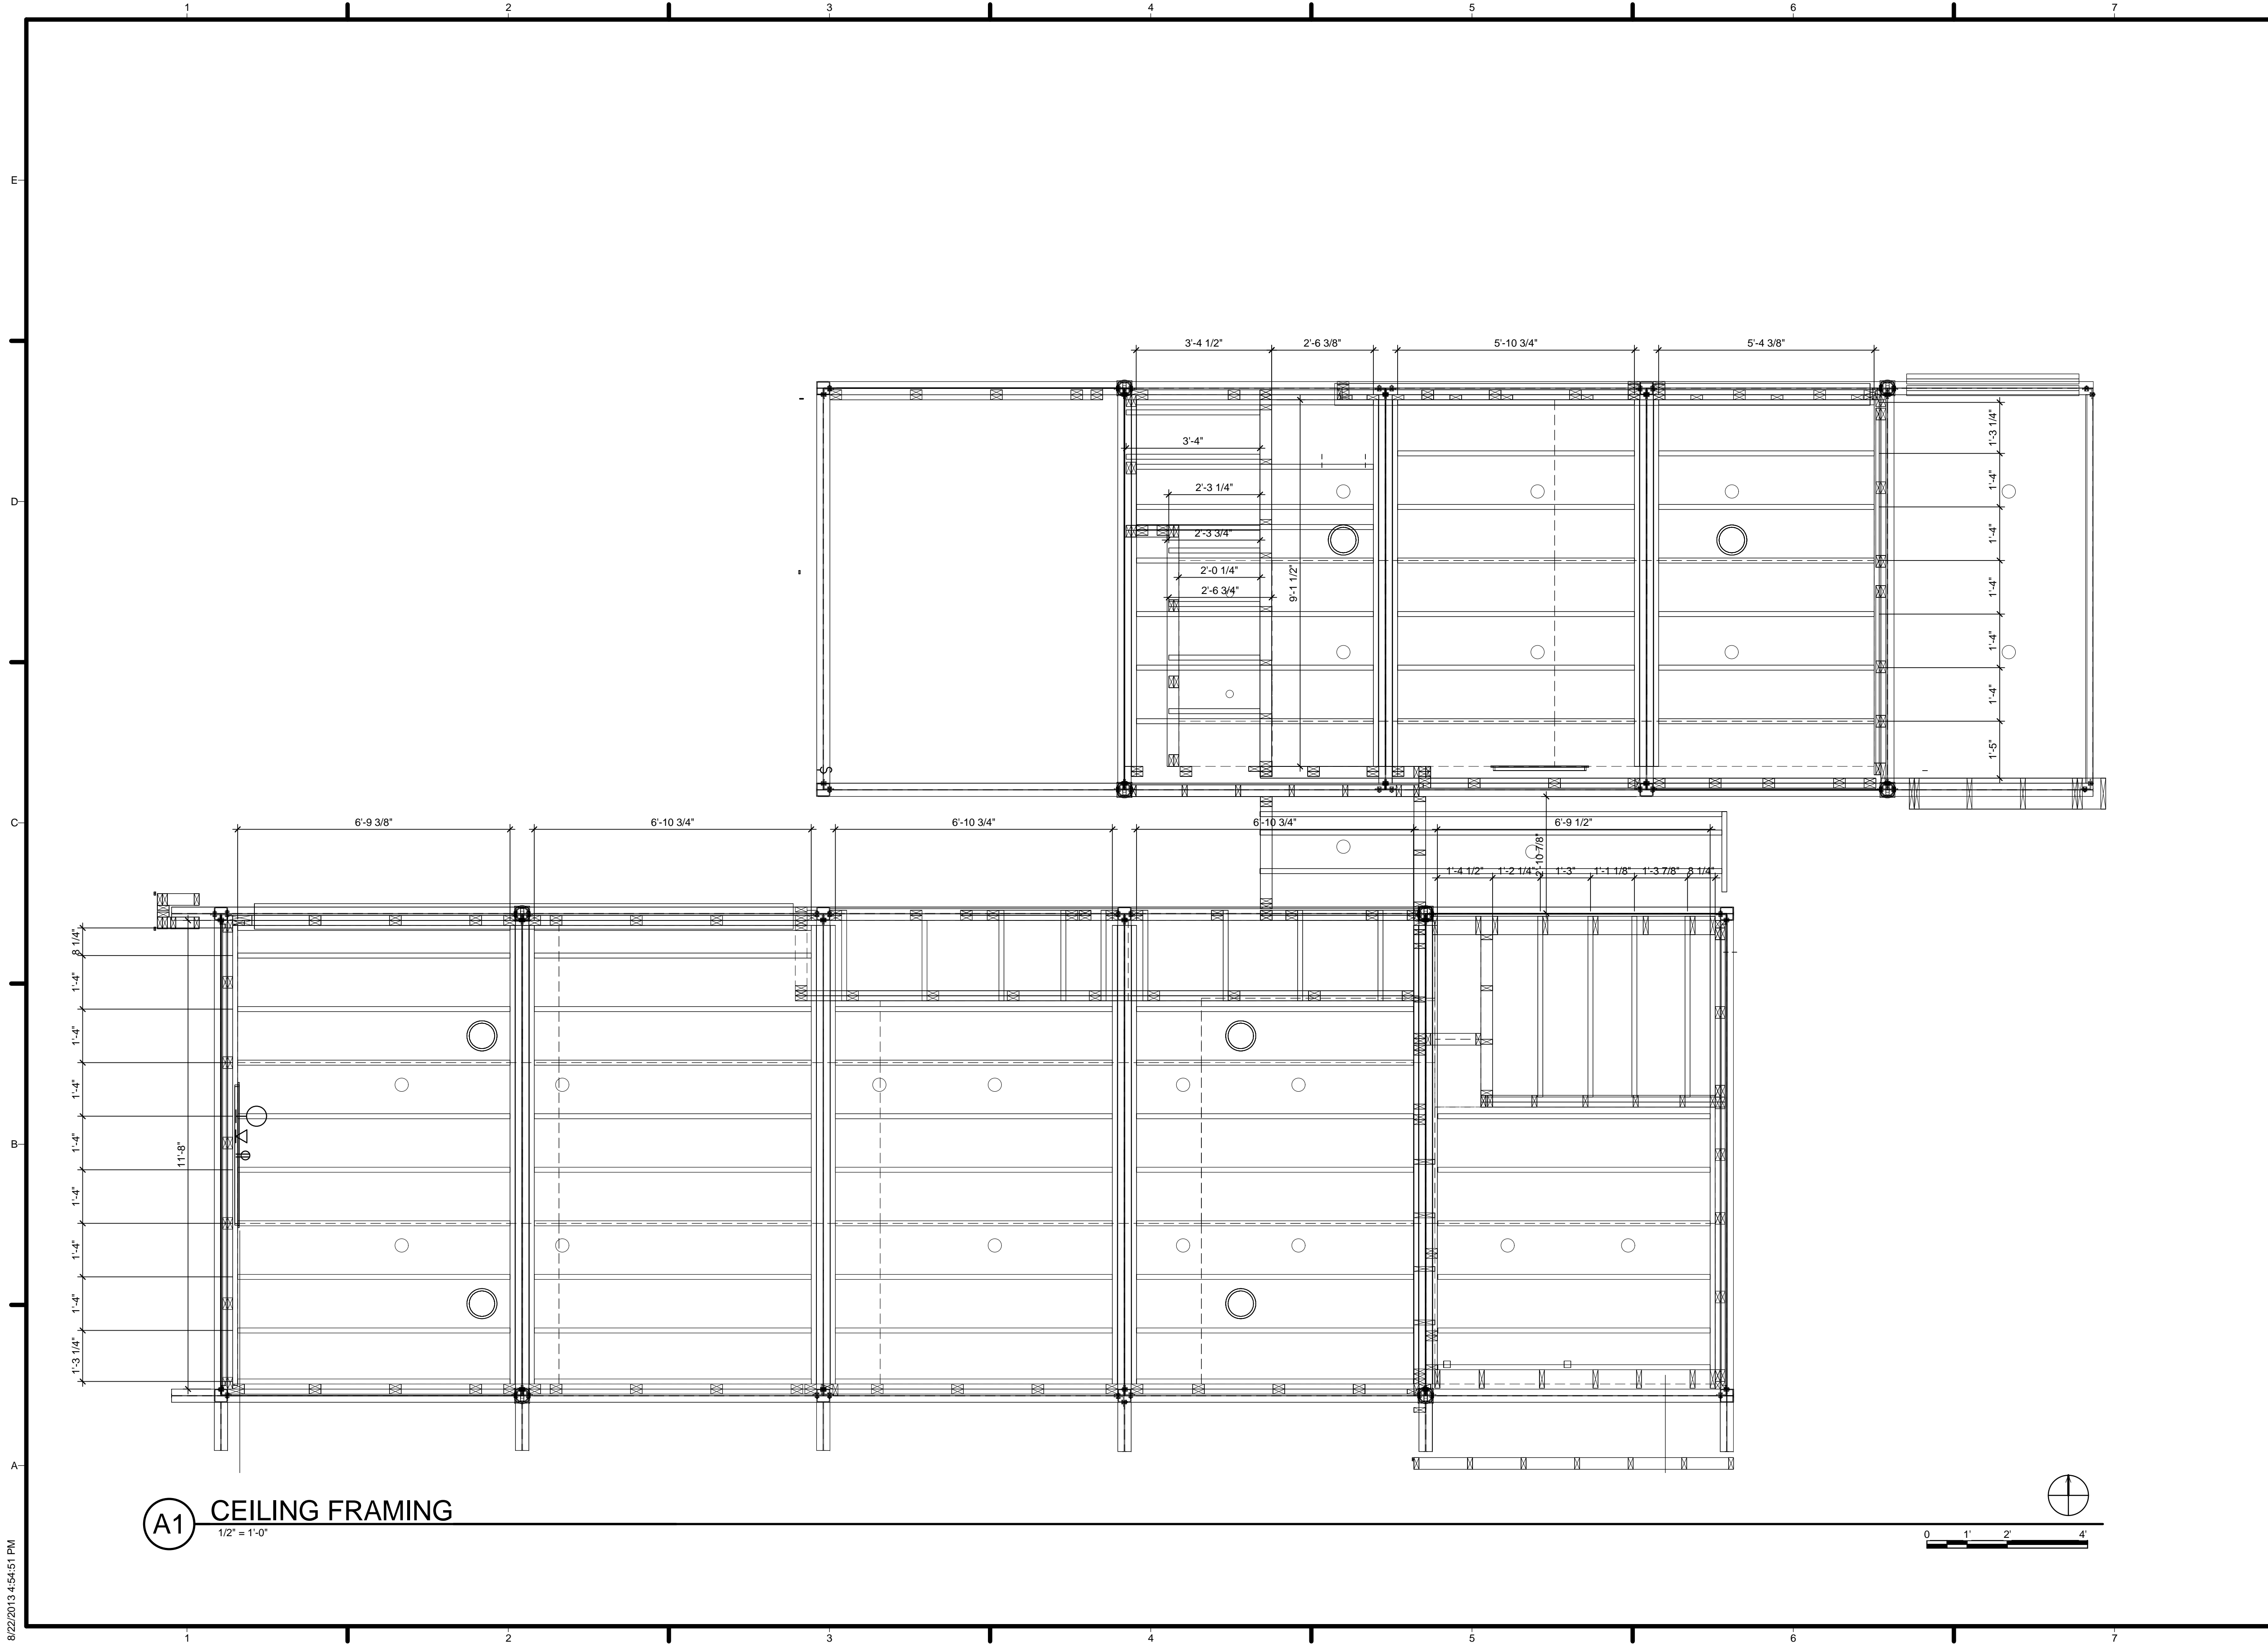 1 2 3 4 5 6 7
E
3'-4 1/2" 2'-6 3/8" 5'-10 3/4" 5'-4 3/8"
1'-3 1/4"
3'-4"
D
2'-3 1/4"
1'-4"
2'-3 3/4"
1'-4"
2'-0 1/4"
9'-1 1/2"
2'-6 3/4"
1'-4"
1'-4"
1'-4"
1'-5"
S
C
6'-9 3/8" 6'-10 3/4" 6'-10 3/4" 6'-10 3/4" 6'-9 1/2"
2'-10 7/8"
1'-4 1/2" 1'-2 1/4" 1'-3" 1'-1 1/8" 1'-3 7/8" 8 1/4"
8 1/4"
1'-4"
1'-4"
1'-4"
B
1'-4"
11'-8"
1'-4"
1'-4"
1'-4"
1'-3 1/4"
A
A1 CEILING FRAMING
1/2" = 1'-0"
0 1' 2' 4'
8/22/2013 4:54:51 PM
1 2 3 4 5 6 7